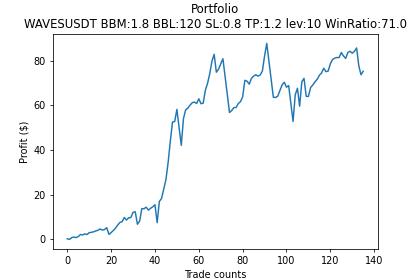 Portfolio
WAVESUSDT BBM:1.8 BBL:120 SL:0.8 TP:1.2 lev:10 WinRatio:71.0
Profit ($)
80
60
40
20
0
0 20 40 60 80 100 120 140
Trade counts